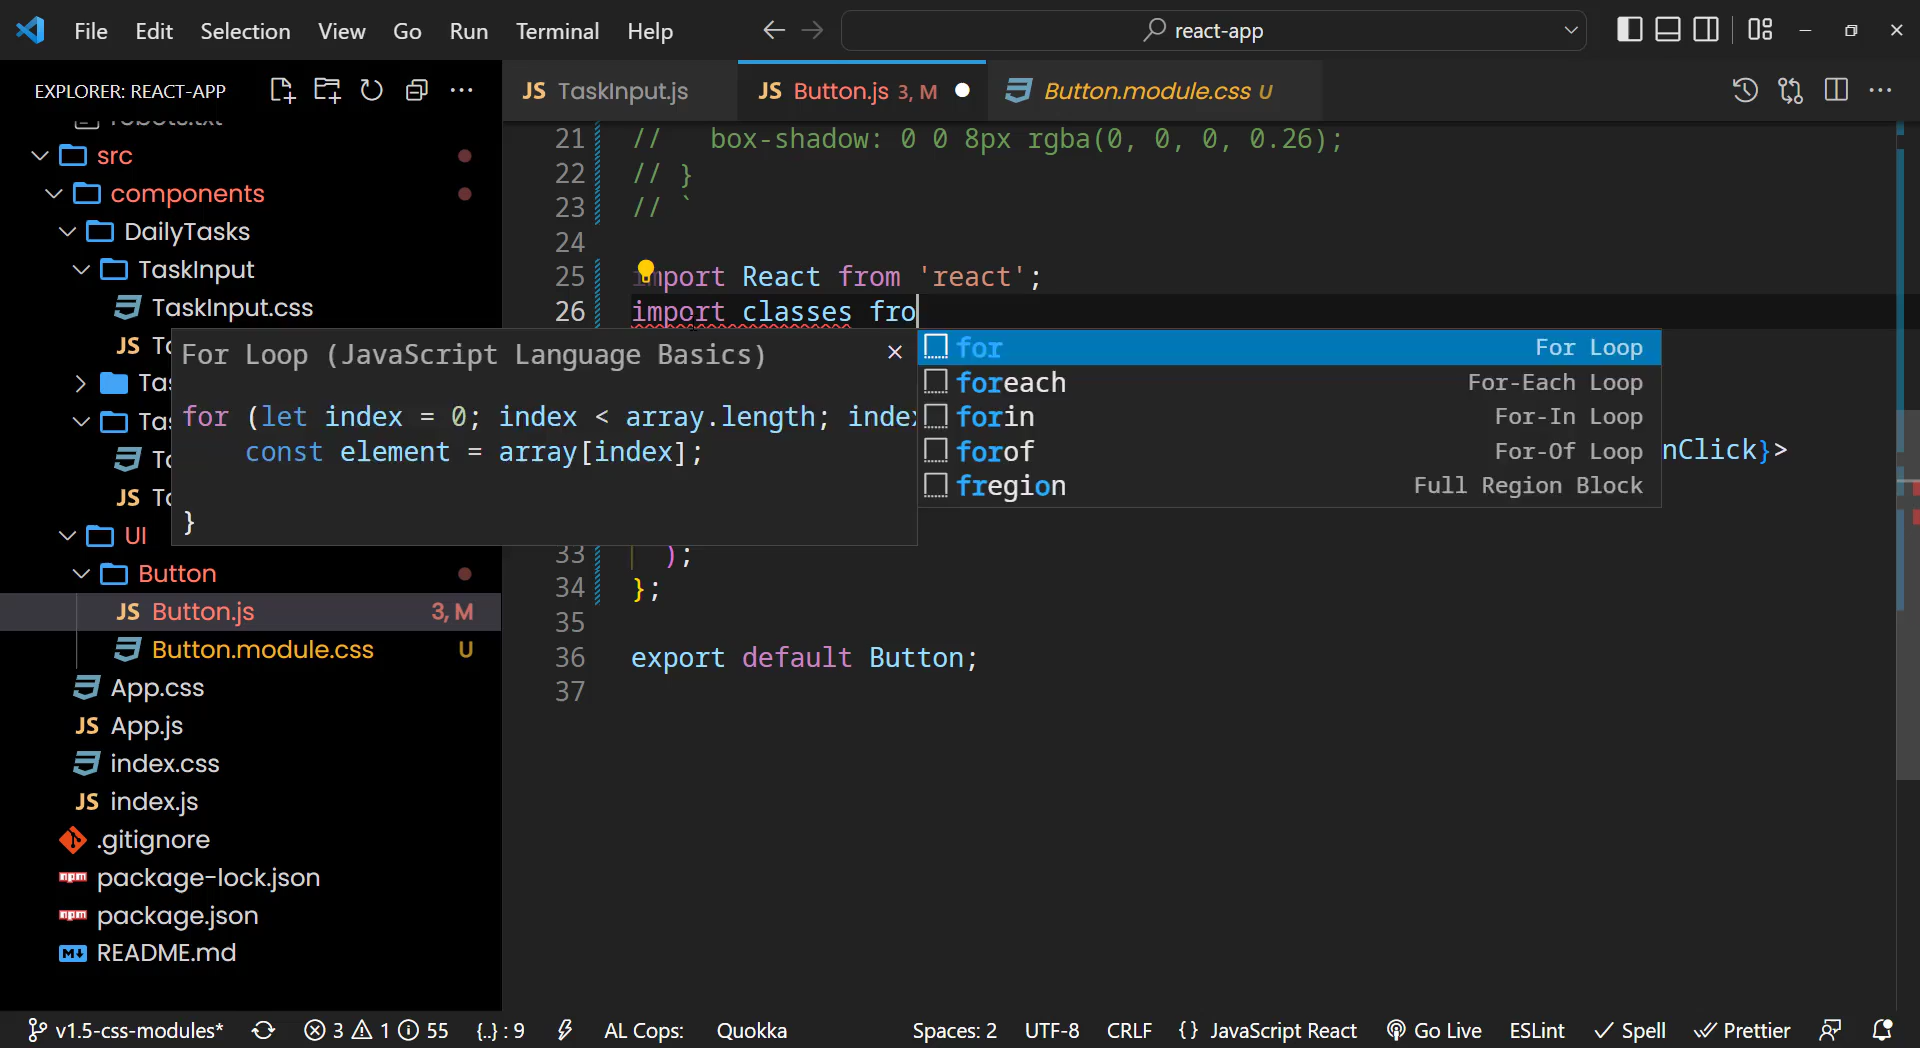 File Edit Selection View Go Run Terminal Help
react-app
EXPLORER: REACT-APP
JS TaskInput.js
JS Button.js 3, M
Button.module.css U
robots.txt
src
components
DailyTasks
TaskInput
TaskInput.css
JS
UI
Button
JS Button.js 3, M
Button.module.css U
App.css
JS App.js
index.css
JS index.js
.gitignore
npm package-lock.json
npm package.json
README.md
21 // box-shadow: 0 0 8px rgba(0, 0, 0, 0.26);
22 // }
23 // `
24
25 import React from 'react';
26 import classes fro
For Loop (JavaScript Language Basics)
for (let index = 0; index < array.length; index
const element = array[index];
}
for For Loop
foreach For-Each Loop
forin For-In Loop
forof For-Of Loop
fregion Full Region Block
nClick}>
33 );
34 };
35
36 export default Button;
37
v1.5-css-modules* 3 1 55 {..} : 9 AL Cops: Quokka
Spaces: 2 UTF-8 CRLF {} JavaScript React Go Live ESLint Spell Prettier